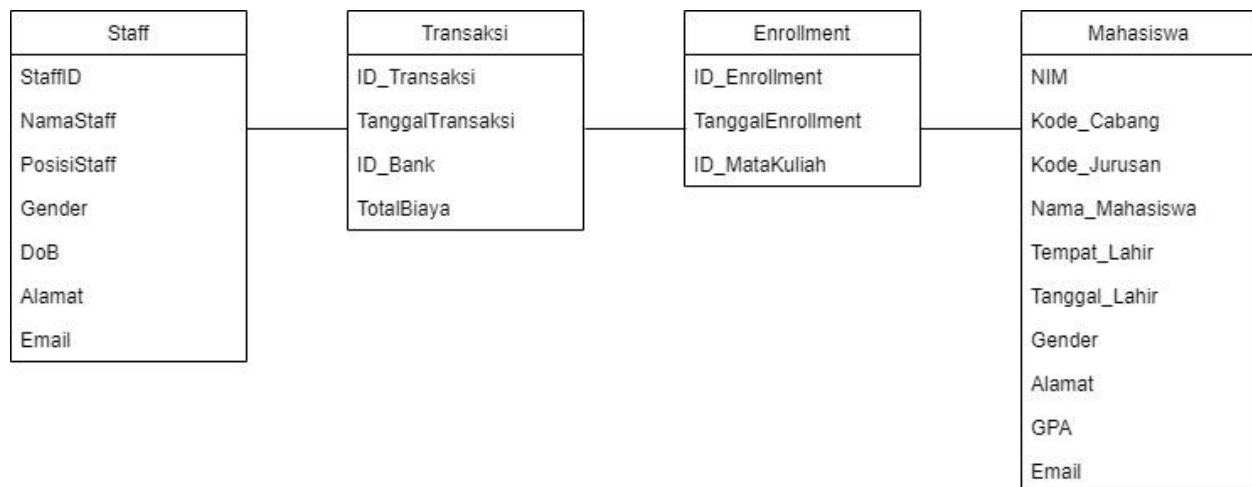 Staff
StaffID
NamaStaff
PosisiStaff
Gender
DoB
Alamat
Email
Transaksi
ID_Transaksi
TanggalTransaksi
ID_Bank
TotalBiaya
Enrollment
ID_Enrollment
TanggalEnrollment
ID_MataKuliah
Mahasiswa
NIM
Kode_Cabang
Kode_Jurusan
Nama_Mahasiswa
Tempat_Lahir
Tanggal_Lahir
Gender
Alamat
GPA
Email